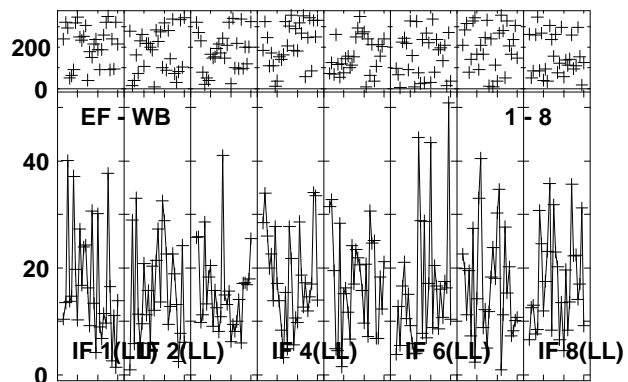 200
0
EF - WB 1 - 8
40
20
0
IF 1(LL) IF 2(LL) IF 4(LL) IF 6(LL) IF 8(LL)